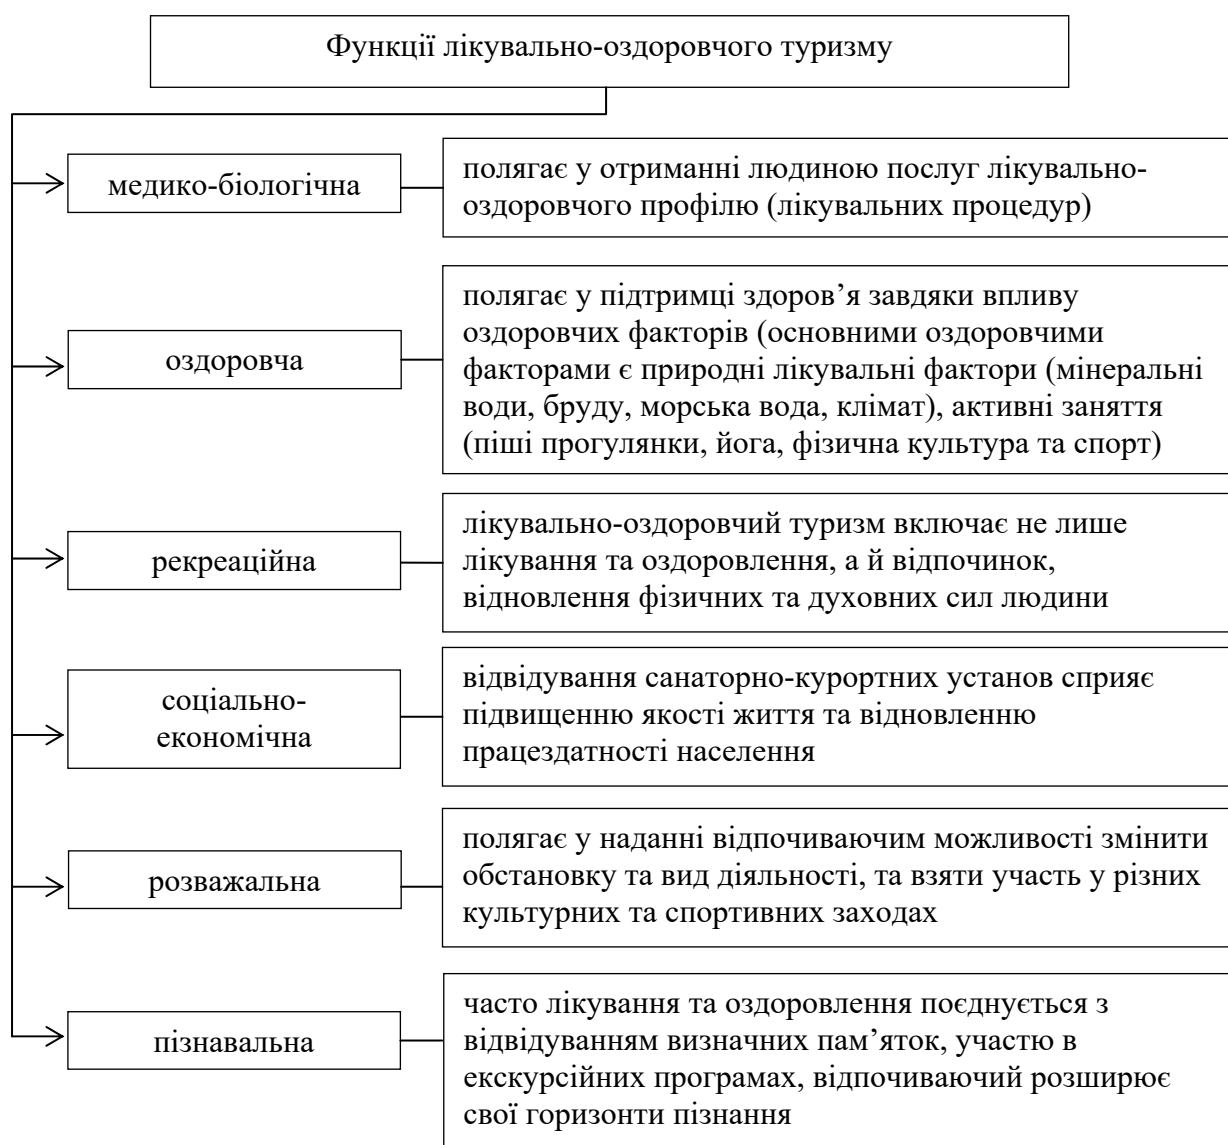 Функції лікувально-оздоровчого туризму
медико-біологічна
полягає у отриманні людиною послуг лікувально-
оздоровчого профілю (лікувальних процедур)
оздоровча
полягає у підтримці здоров’я завдяки впливу
оздоровчих факторів (основними оздоровчими
факторами є природні лікувальні фактори (мінеральні
води, бруду, морська вода, клімат), активні заняття
(піші прогулянки, йога, фізична культура та спорт)
рекреаційна
лікувально-оздоровчий туризм включає не лише
лікування та оздоровлення, а й відпочинок,
відновлення фізичних та духовних сил людини
соціально-
економічна
відвідування санаторно-курортних установ сприяє
підвищенню якості життя та відновленню
працездатності населення
розважальна
полягає у наданні відпочиваючим можливості змінити
обстановку та вид діяльності, та взяти участь у різних
культурних та спортивних заходах
пізнавальна
часто лікування та оздоровлення поєднується з
відвідуванням визначних пам’яток, участю в
екскурсійних програмах, відпочиваючий розширює
свої горизонти пізнання